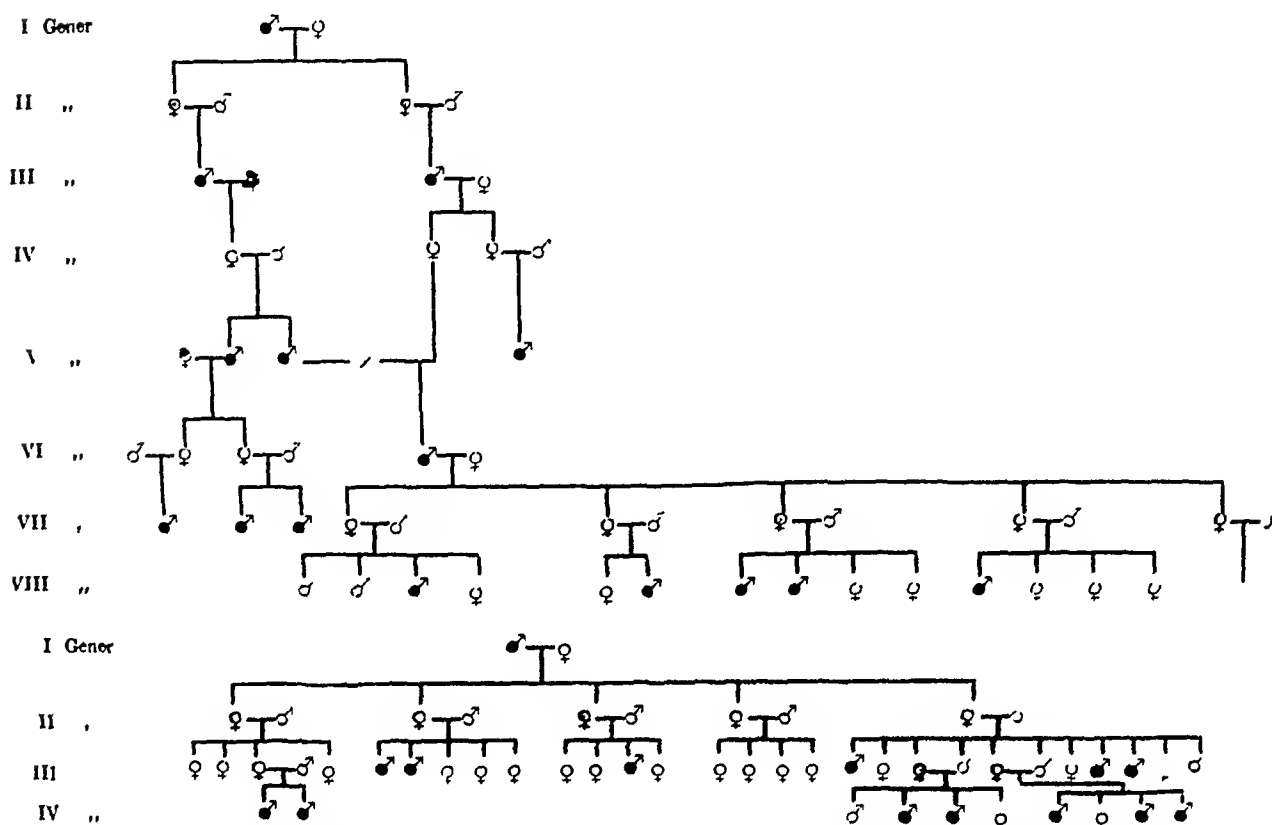 I Gener
II „
III „
IV „
V „
VI „
VII ,
VIII „
I Gener
II ,
III
IV „